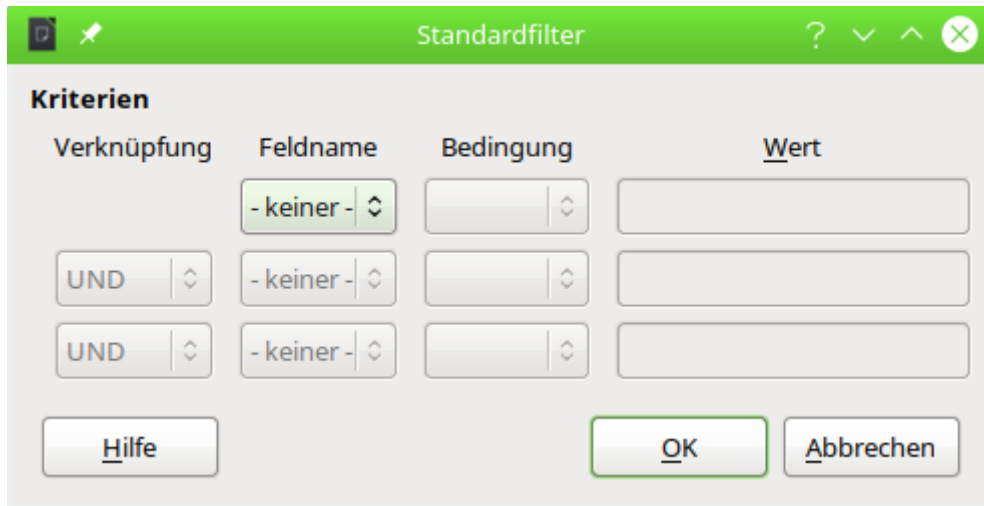 Standardfilter
Kriterien
Verknüpfung Feldname Bedingung Wert
- keiner -
UND - keiner -
UND - keiner -
Hilfe OK Abbrechen